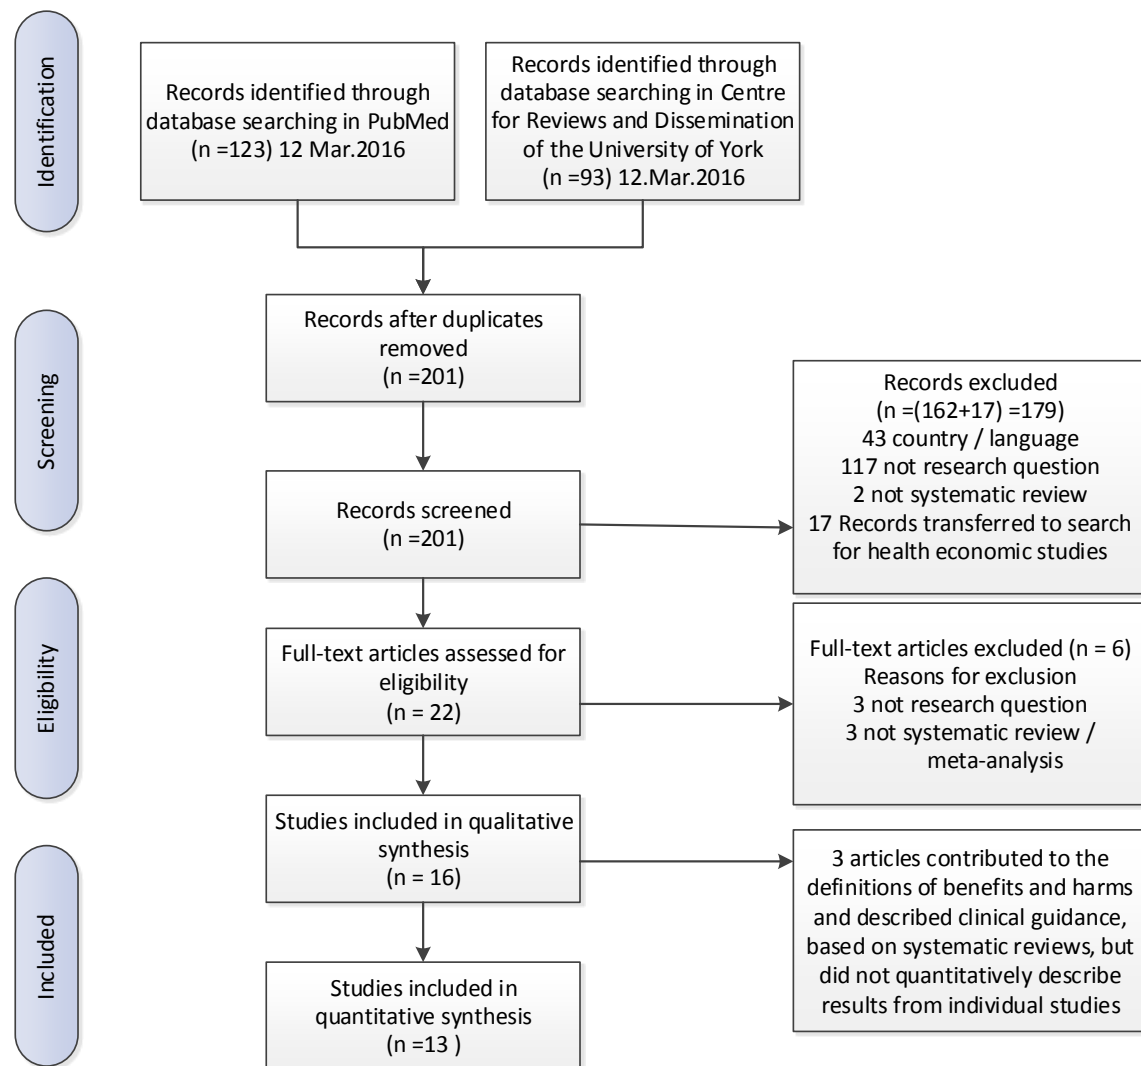 Identification
Records identified through
database searching in PubMed
(n =123) 12 Mar.2016
Records identified through
database searching in Centre
for Reviews and Dissemination
of the University of York
(n =93) 12.Mar.2016
Screening
Records after duplicates
removed
(n =201)
Records screened
(n =201)
Records excluded
(n =(162+17) =179)
43 country / language
117 not research question
2 not systematic review
17 Records transferred to search
for health economic studies
Eligibility
Full-text articles assessed for
eligibility
(n = 22)
Full-text articles excluded (n = 6)
Reasons for exclusion
3 not research question
3 not systematic review /
meta-analysis
Included
Studies included in qualitative
synthesis
(n = 16)
3 articles contributed to the
definitions of benefits and harms
and described clinical guidance,
based on systematic reviews, but
did not quantitatively describe
results from individual studies
Studies included in
quantitative synthesis
(n =13 )